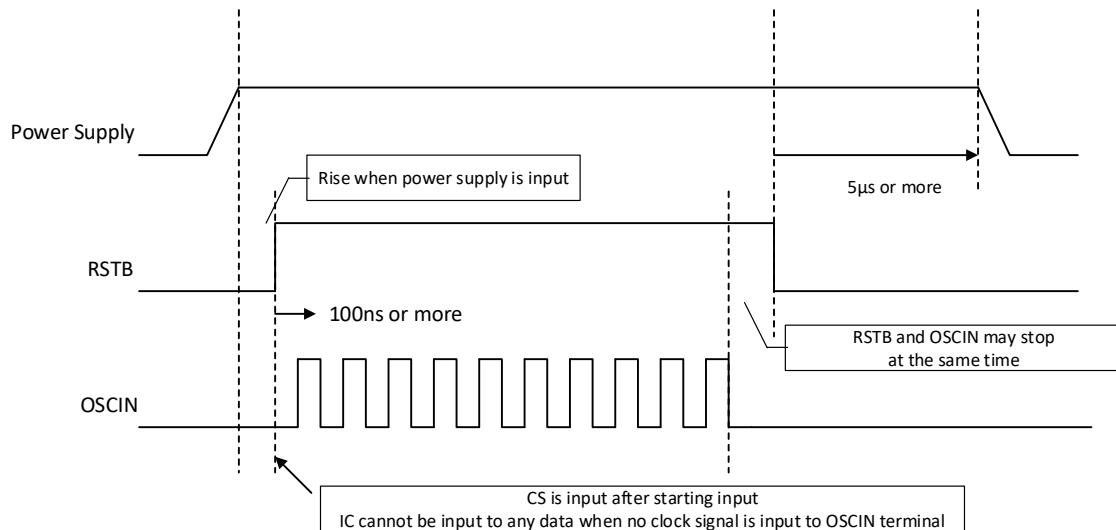 Power Supply
Rise when power supply is input
5µs or more
RSTB
100ns or more
RSTB and OSCIN may stop
at the same time
OSCIN
CS is input after starting input
IC cannot be input to any data when no clock signal is input to OSCIN terminal